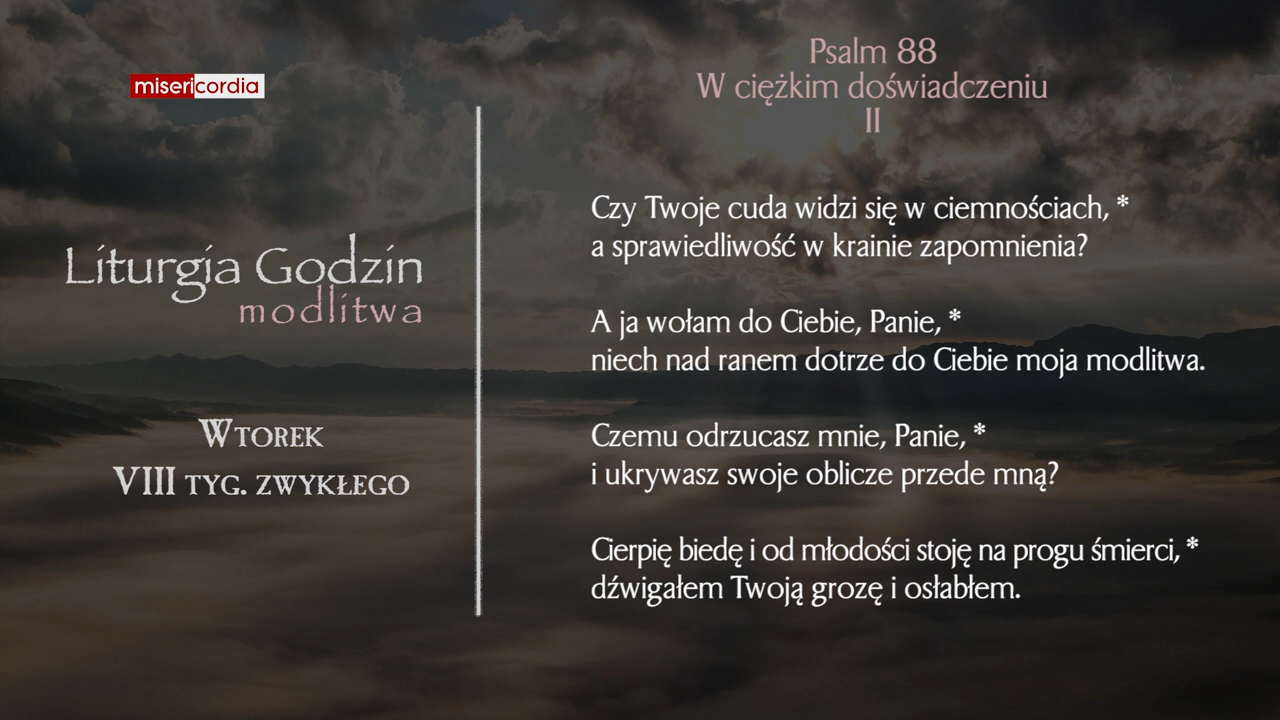 misericordia
Liturgia Godzin
modlitwa
Wtorek
VIII tyg. zwykłego
Psalm 88
W ciężkim doświadczeniu
II
Czy Twoje cuda widzi się w ciemnościach, *
a sprawiedliwość w krainie zapomnienia?
A ja wołam do Ciebie, Panie, *
niech nad ranem dotrze do Ciebie moja modlitwa.
Czemu odrzucasz mnie, Panie, *
i ukrywasz swoje oblicze przede mną?
Cierpię biedę i od młodości stoję na progu śmierci, *
dźwigałem Twoją grozę i osłabłem.